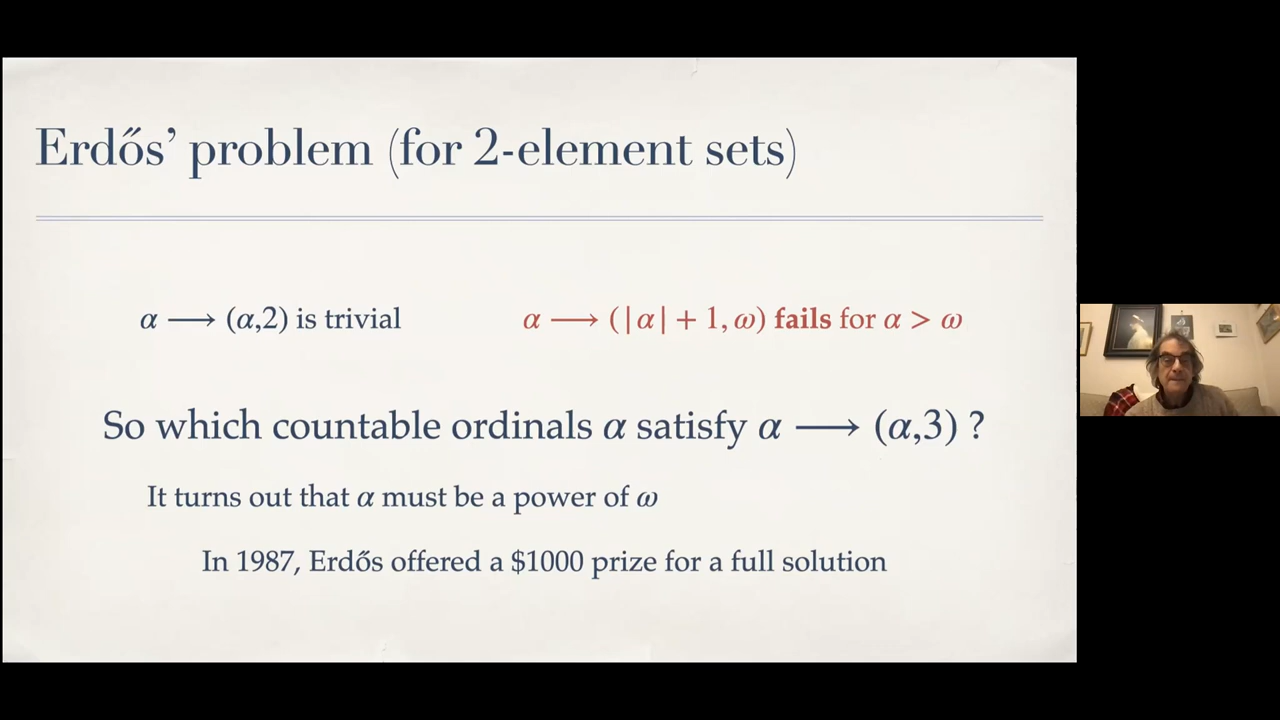 Erdős’ problem (for 2-element sets)
α ⟶ (α,2) is trivial
α ⟶ (|α| + 1, ω) fails for α > ω
So which countable ordinals α satisfy α ⟶ (α,3) ?
It turns out that α must be a power of ω
In 1987, Erdős offered a $1000 prize for a full solution